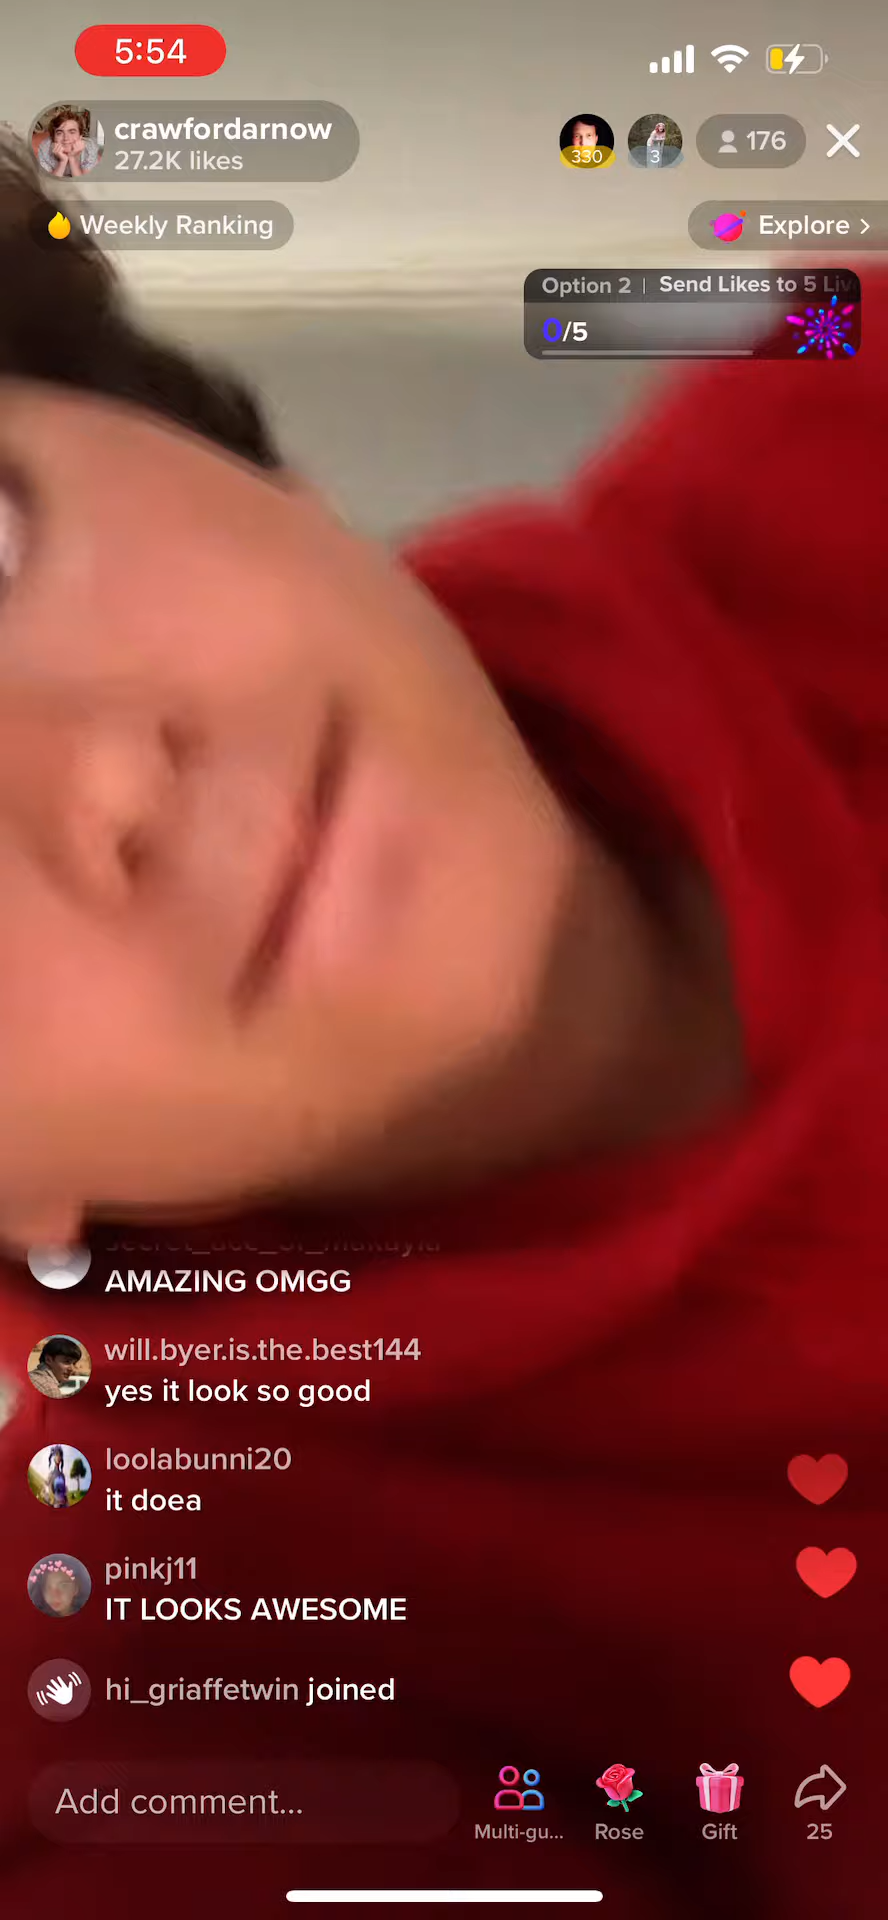 5:54
crawfordarnow
27.2K likes
330
3
176
Weekly Ranking
Explore >
Option 2 | Send Likes to 5 Liv
0/5
AMAZING OMGG
will.byer.is.the.best144
yes it look so good
loolabunni20
it doea
pinkj11
IT LOOKS AWESOME
hi_griaffetwin joined
Add comment...
Multi-gu...
Rose
Gift
25